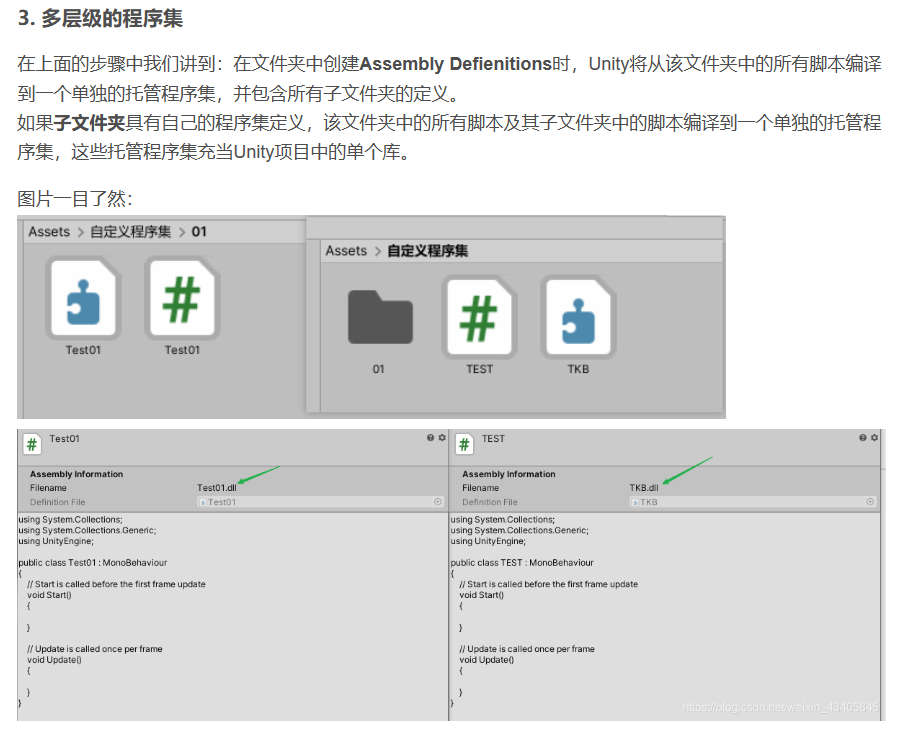 3. 多层级的程序集
在上面的步骤中我们讲到：在文件夹中创建Assembly Defienitions时，Unity将从该文件夹中的所有脚本编译
到一个单独的托管程序集，并包含所有子文件夹的定义。
如果子文件夹具有自己的程序集定义，该文件夹中的所有脚本及其子文件夹中的脚本编译到一个单独的托管程
序集，这些托管程序集充当Unity项目中的单个库。
图片一目了然：
Assets > 自定义程序集 > 01
Test01
Test01
Assets > 自定义程序集
01
TEST
TKB
Test01
Assembly Information
Filename Test01.dll
Definition File Test01
using System.Collections;
using System.Collections.Generic;
using UnityEngine;
public class Test01 : MonoBehaviour
{
// Start is called before the first frame update
void Start()
{
}
// Update is called once per frame
void Update()
{
}
}
TEST
Assembly Information
Filename TKB.dll
Definition File TKB
using System.Collections;
using System.Collections.Generic;
using UnityEngine;
public class TEST : MonoBehaviour
{
// Start is called before the first frame update
void Start()
{
}
// Update is called once per frame
void Update()
{
}
}
https://blog.csdn.net/weixin_43405845